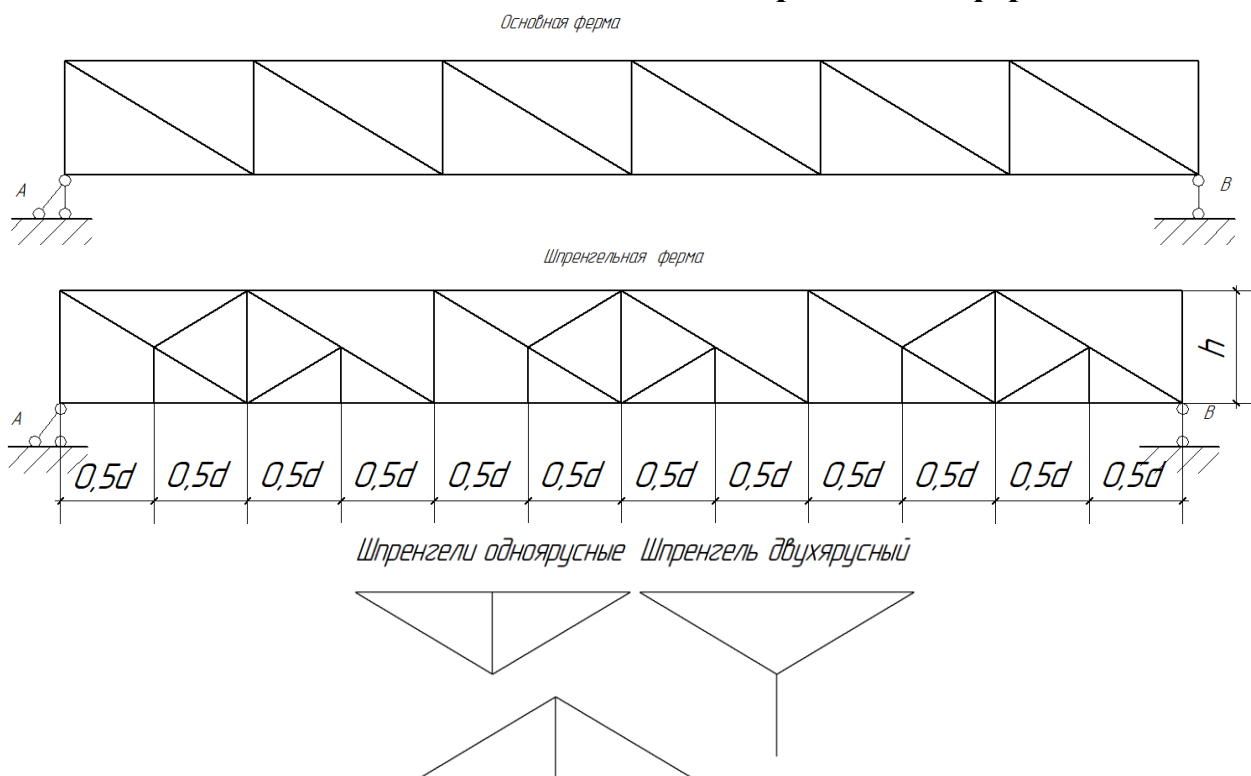 Основная ферма
А
В
Шпренгельная ферма
h
А
В
0,5d 0,5d 0,5d 0,5d 0,5d 0,5d 0,5d 0,5d 0,5d 0,5d 0,5d 0,5d
Шпренгели одноярусные Шпренгель двухярусный